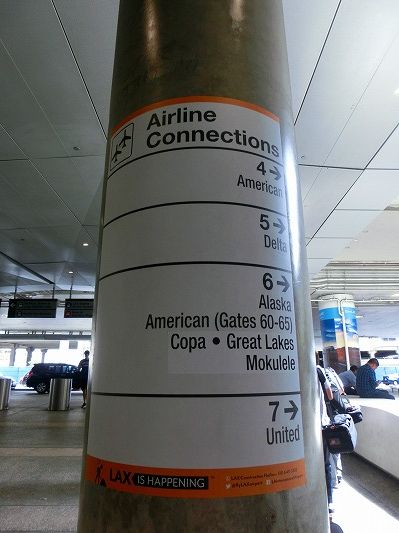 Airline
Connections
4→
American
5→
Delta
6→
Alaska
American (Gates 60-65)
Copa • Great Lakes
Mokulele
7→
United
LAX IS HAPPENING